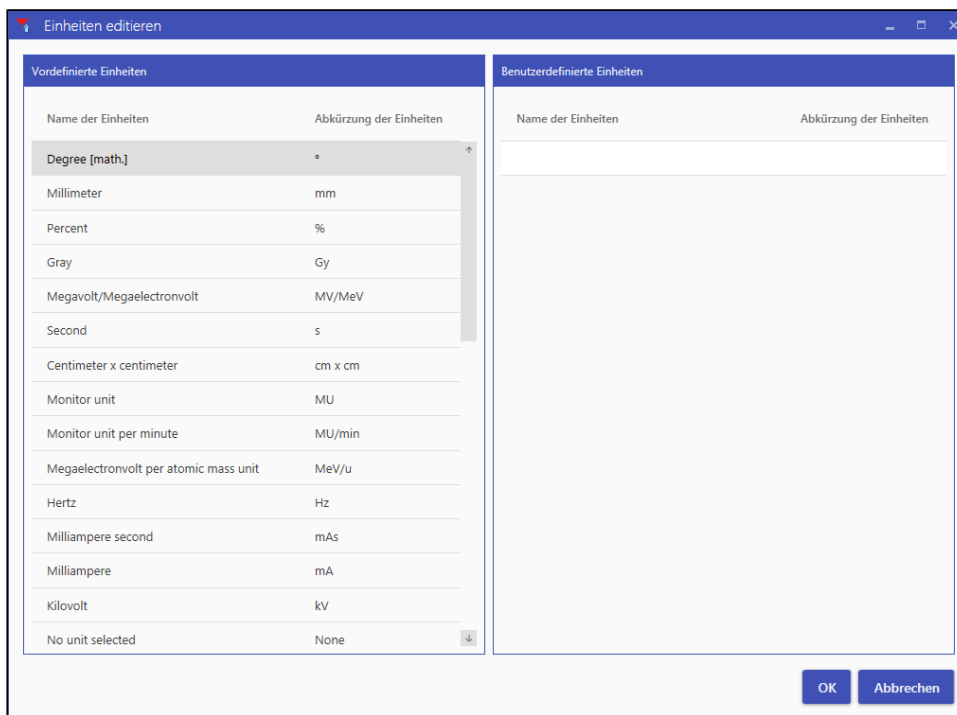 Einheiten editieren
Vordefinierte Einheiten
Name der Einheiten Abkürzung der Einheiten
Degree [math.] °
Millimeter mm
Percent %
Gray Gy
Megavolt/Megaelectronvolt MV/MeV
Second s
Centimeter x centimeter cm x cm
Monitor unit MU
Monitor unit per minute MU/min
Megaelectronvolt per atomic mass unit MeV/u
Hertz Hz
Milliampere second mAs
Milliampere mA
Kilovolt kV
No unit selected None
Benutzerdefinierte Einheiten
Name der Einheiten Abkürzung der Einheiten
OK Abbrechen